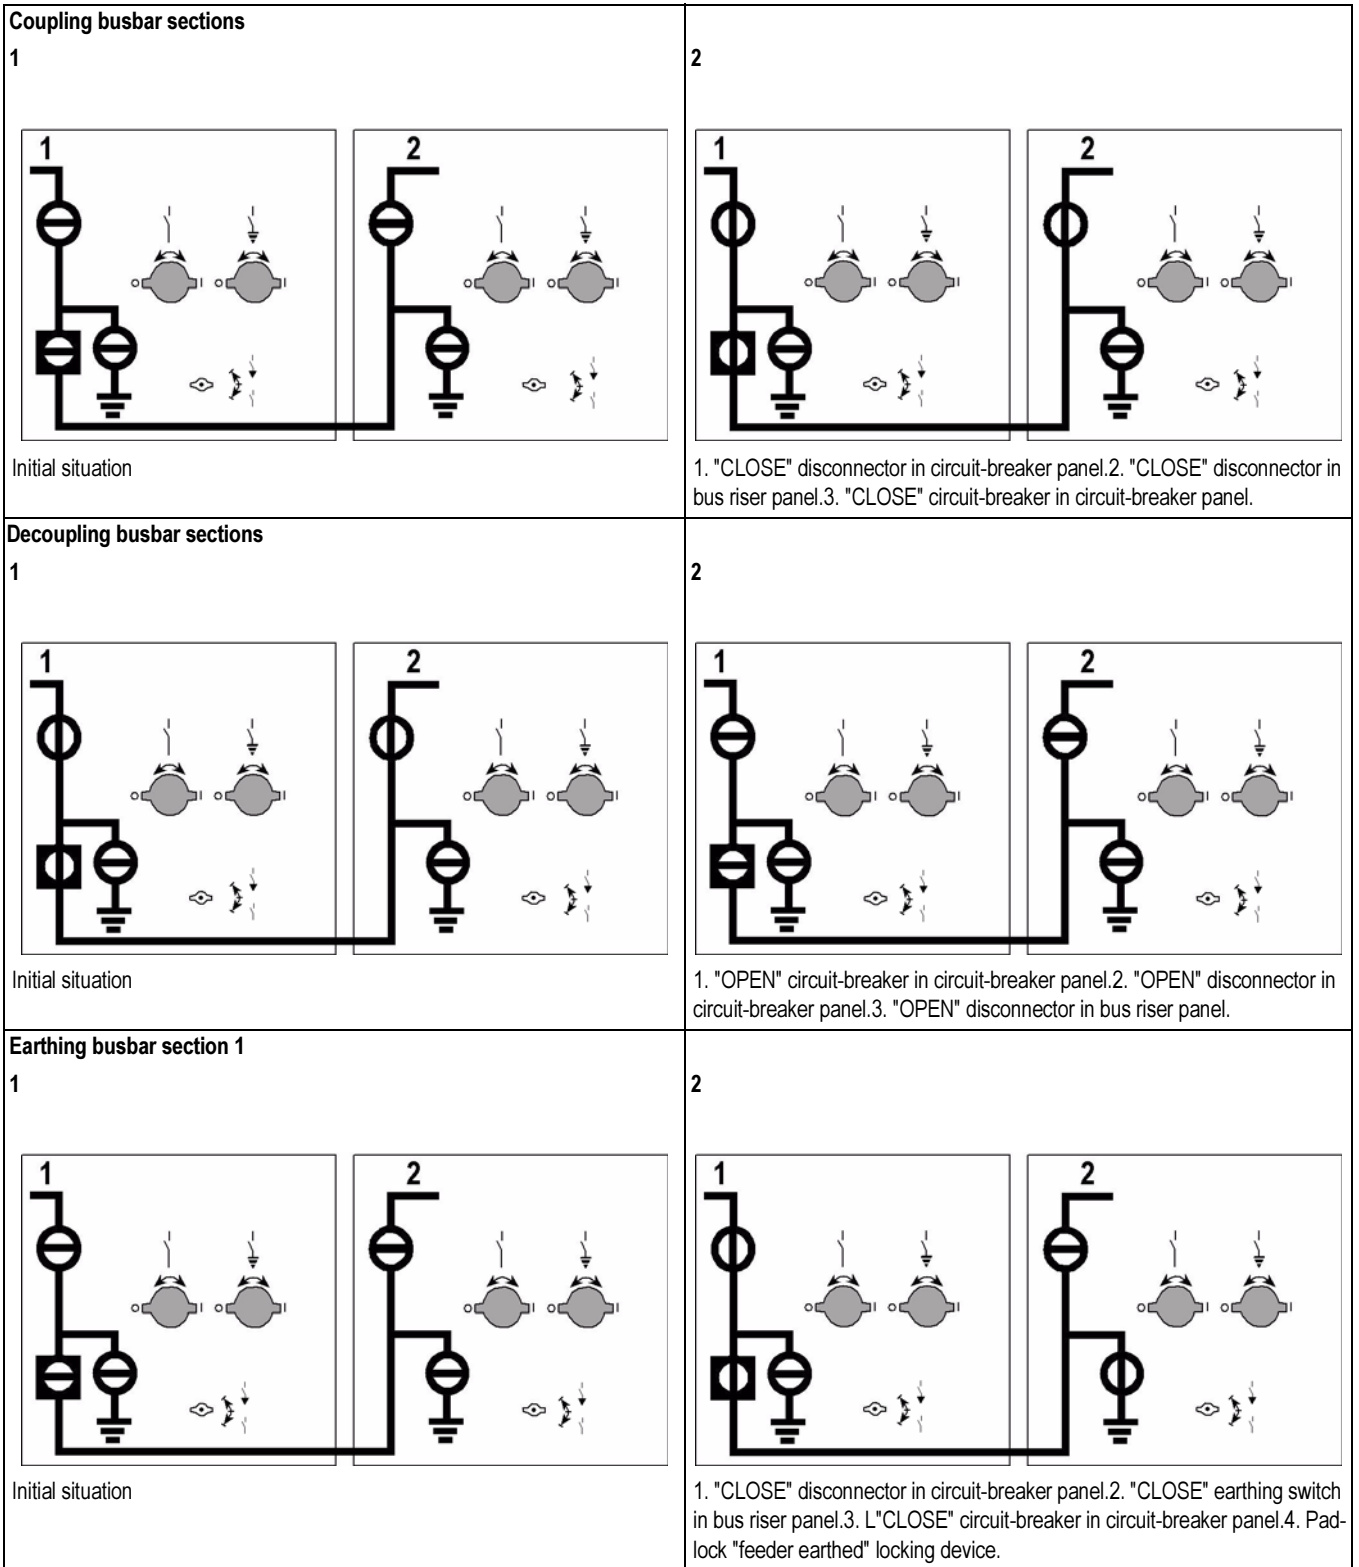 Coupling busbar sections
1
2
1
2
1
2
Initial situation
1. "CLOSE" disconnector in circuit-breaker panel.2. "CLOSE" disconnector in
bus riser panel.3. "CLOSE" circuit-breaker in circuit-breaker panel.
Decoupling busbar sections
1
2
1
2
1
2
Initial situation
1. "OPEN" circuit-breaker in circuit-breaker panel.2. "OPEN" disconnector in
circuit-breaker panel.3. "OPEN" disconnector in bus riser panel.
Earthing busbar section 1
1
2
1
2
1
2
Initial situation
1. "CLOSE" disconnector in circuit-breaker panel.2. "CLOSE" earthing switch
in bus riser panel.3. L"CLOSE" circuit-breaker in circuit-breaker panel.4. Pad-
lock "feeder earthed" locking device.